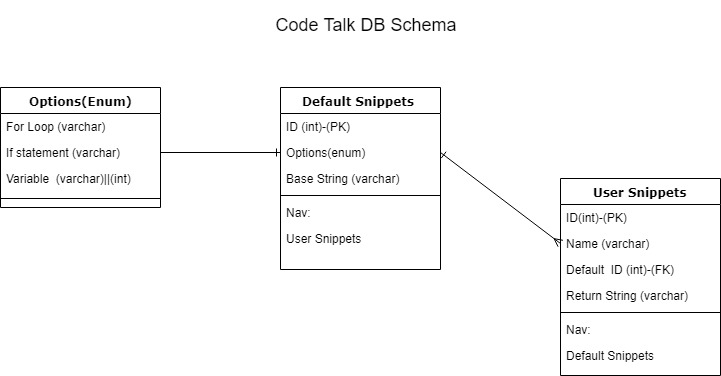 Code Talk DB Schema
Options(Enum)
For Loop (varchar)
If statement (varchar)
Variable  (varchar)||(int)
Default Snippets
ID (int)-(PK)
Options(enum)
Base String (varchar)
Nav:
User Snippets
User Snippets
ID(int)-(PK)
Name (varchar)
Default  ID (int)-(FK)
Return String (varchar)
Nav:
Default Snippets